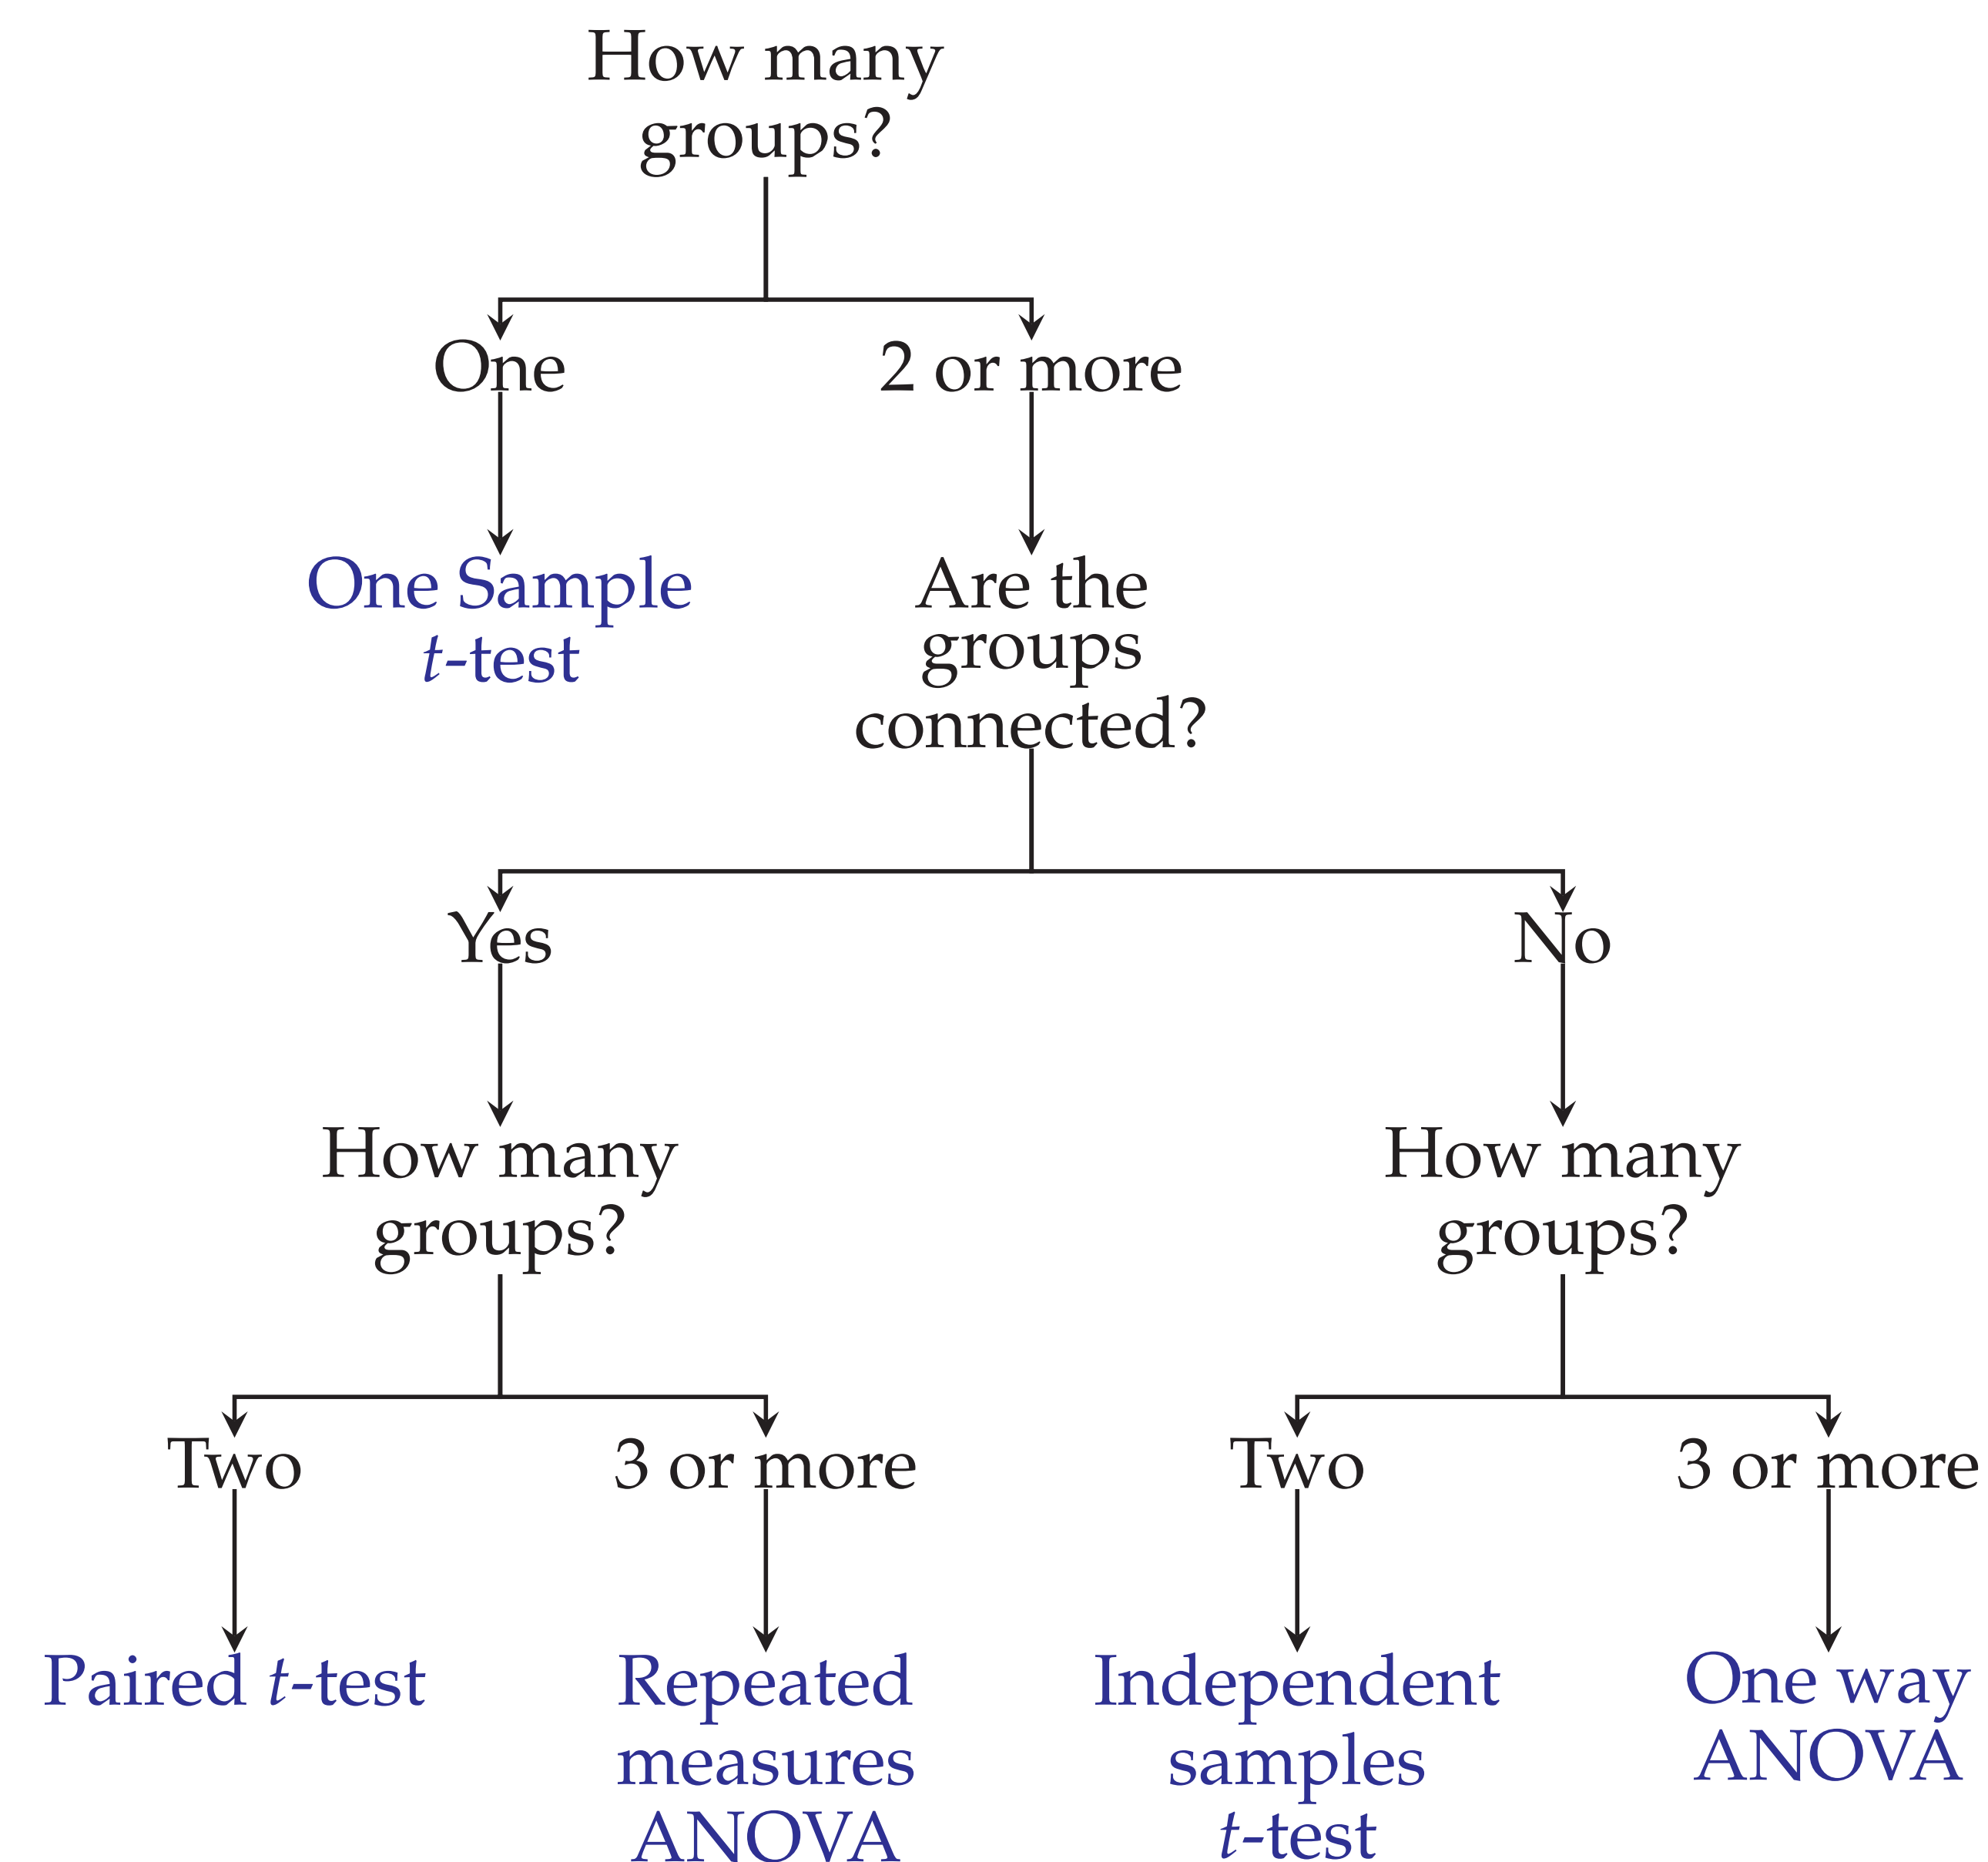 How many
groups?
One
2 or more
One Sample
t-test
Are the
groups
connected?
Yes
No
How many
groups?
How many
groups?
Two
3 or more
Two
3 or more
Paired t-test
Repeated
measures
ANOVA
Independent
samples
t-test
One way
ANOVA